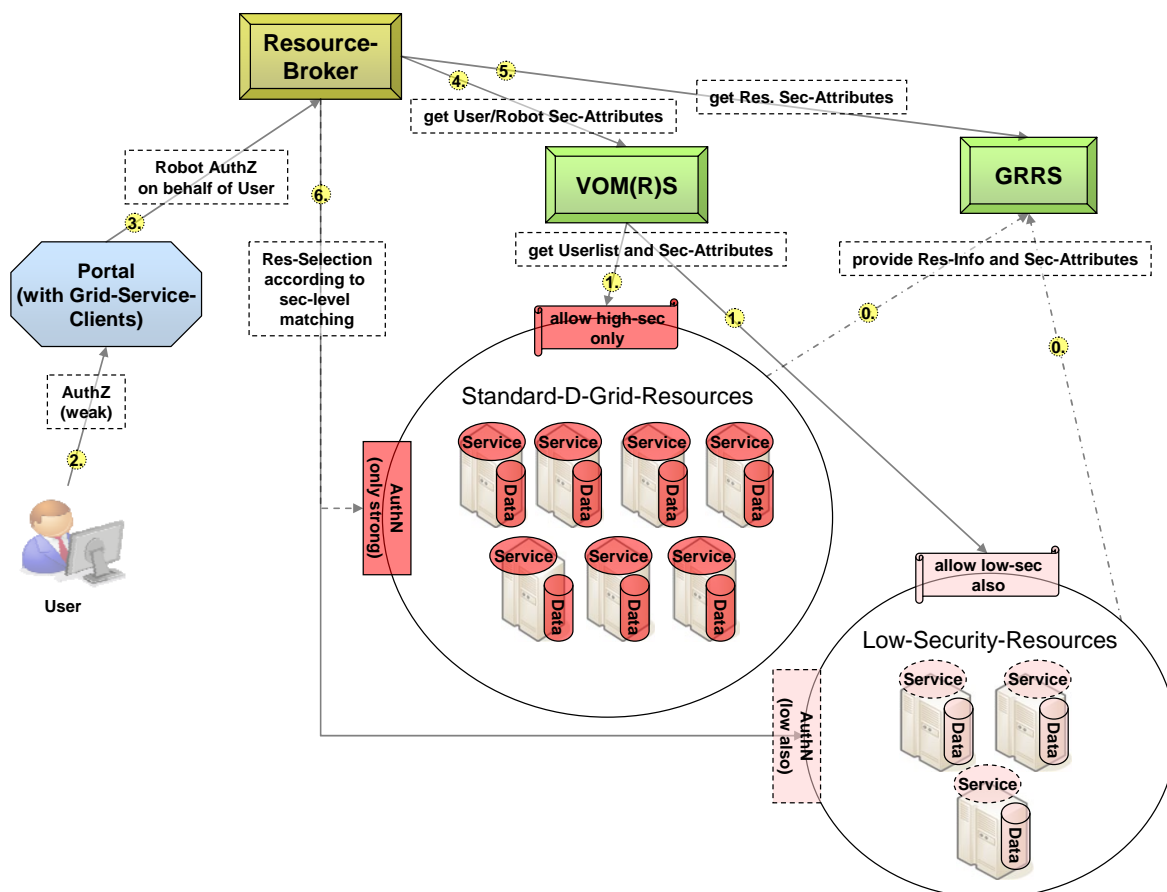 Resource-
Broker
4.
5.
get Res. Sec-Attributes
get User/Robot Sec-Attributes
Robot AuthZ
on behalf of User
6.
VOM(R)S
GRRS
3.
Portal
(with Grid-Service-
Clients)
Res-Selection
according to
sec-level
matching
get Userlist and Sec-Attributes
provide Res-Info and Sec-Attributes
1.
allow high-sec
only
1.
0.
0.
AuthZ
(weak)
2.
User
Standard-D-Grid-Resources
AuthN
(only strong)
Service
Data
Service
Data
Service
Data
Service
Data
Service
Data
Service
Data
Service
Data
allow low-sec
also
Low-Security-Resources
AuthN
(low also)
Service
Data
Service
Data
Service
Data